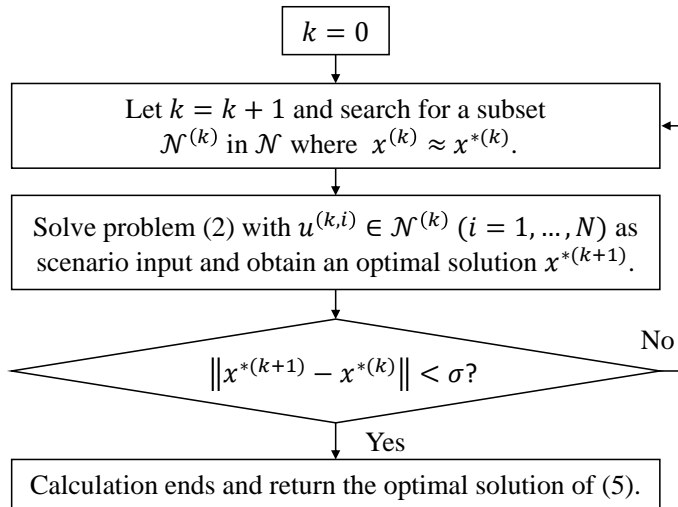 k = 0
Let k = k + 1 and search for a subset
𝒩^(k) in 𝒩 where x^(k) ≈ x^*(k).
Solve problem (2) with u^(k,i) ∈ 𝒩^(k) (i = 1, … , N) as
scenario input and obtain an optimal solution x^*(k+1).
‖x^*(k+1) − x^*(k)‖ < σ?
No
Yes
Calculation ends and return the optimal solution of (5).